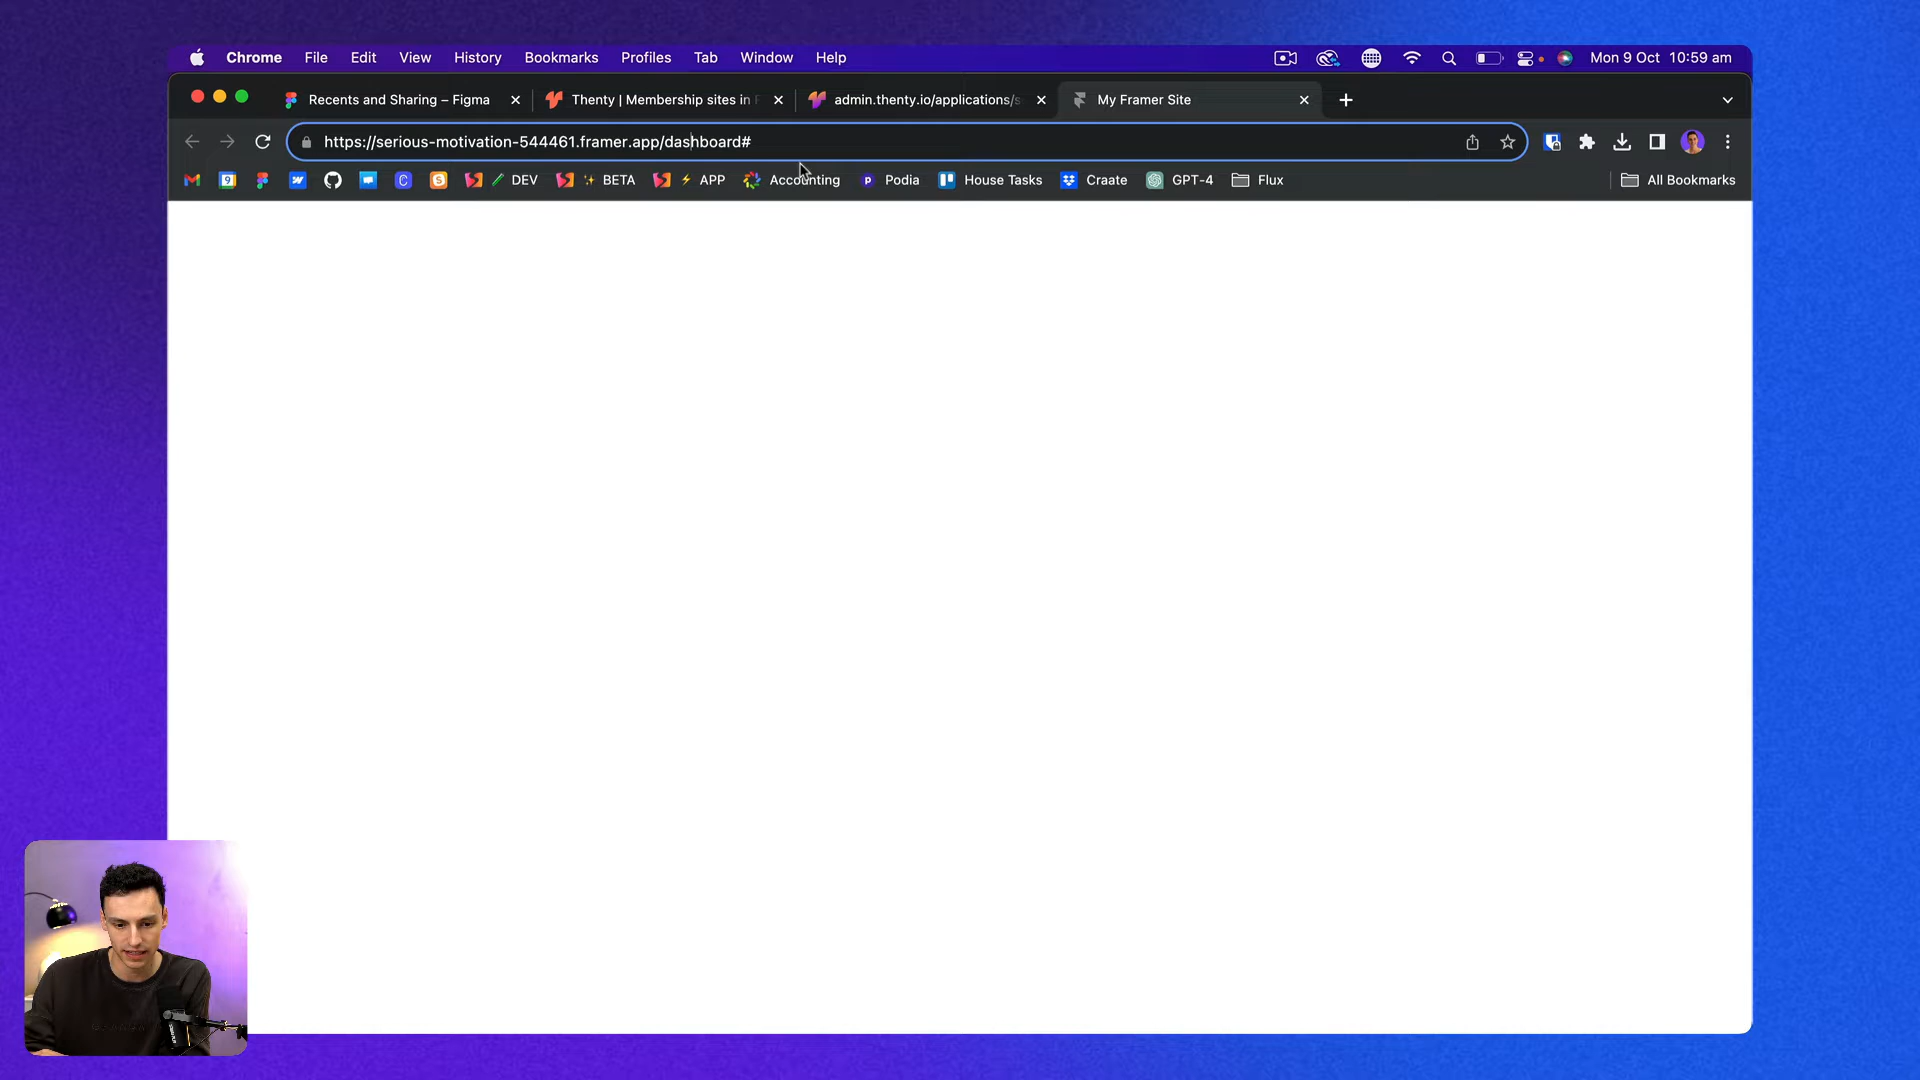 Chrome File Edit View History Bookmarks Profiles Tab Window Help Mon 9 Oct 10:59 am
Recents and Sharing – Figma Thenty | Membership sites in admin.thenty.io/applications/s My Framer Site
https://serious-motivation-544461.framer.app/dashboard#
9 C S DEV BETA APP Accounting P Podia House Tasks Craate GPT-4 Flux All Bookmarks